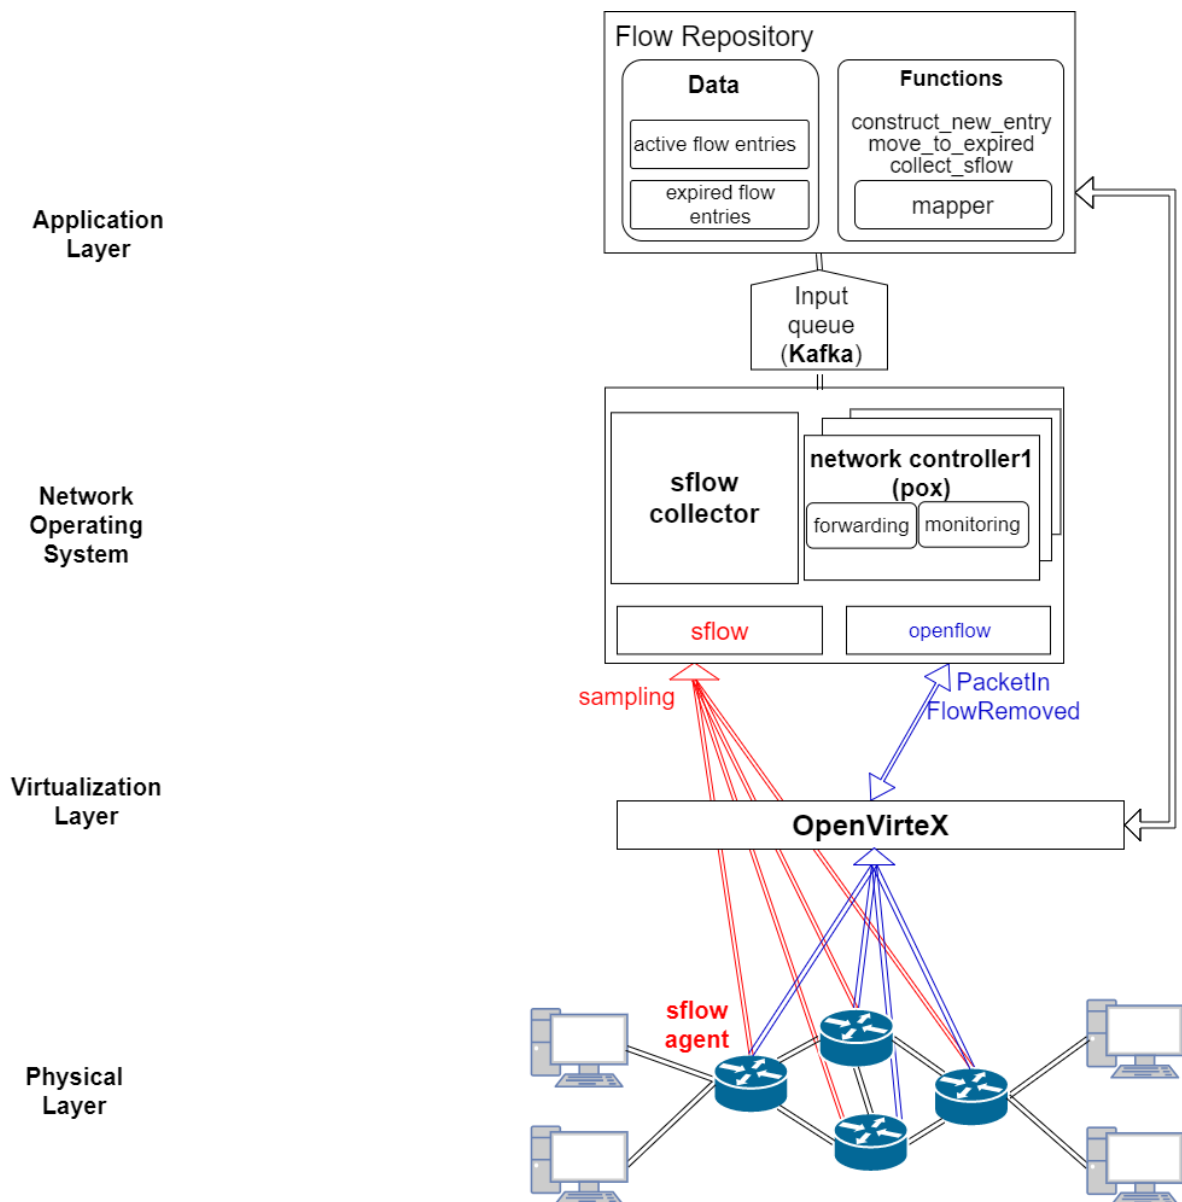 Flow Repository
Data
active flow entries
expired flow
entries
Functions
construct_new_entry
move_to_expired
collect_sflow
mapper
Application
Layer
Input
queue
(Kafka)
Network
Operating
System
sflow
collector
network controller1
(pox)
forwarding
monitoring
sflow
openflow
sampling
PacketIn
FlowRemoved
Virtualization
Layer
OpenVirteX
sflow
agent
Physical
Layer